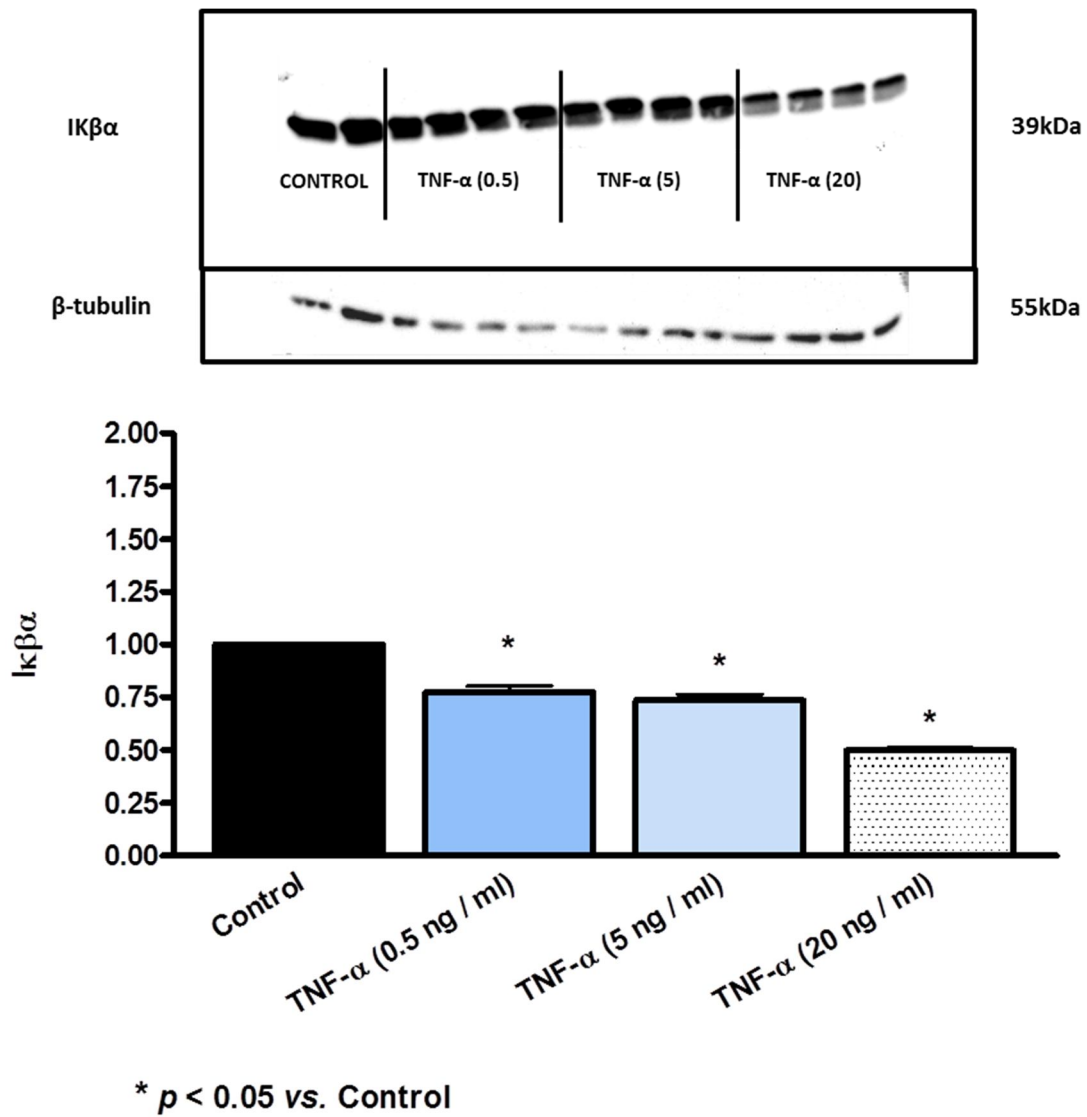 IKβα
39kDa
CONTROL TNF-α (0.5) TNF-α (5) TNF-α (20)
β-tubulin
55kDa
2.00
1.75
1.50
1.25
1.00
0.75
0.50
0.25
0.00
Iκβα
*
*
*
Control
TNF-α (0.5 ng / ml)
TNF-α (5 ng / ml)
TNF-α (20 ng / ml)
* p < 0.05 vs. Control